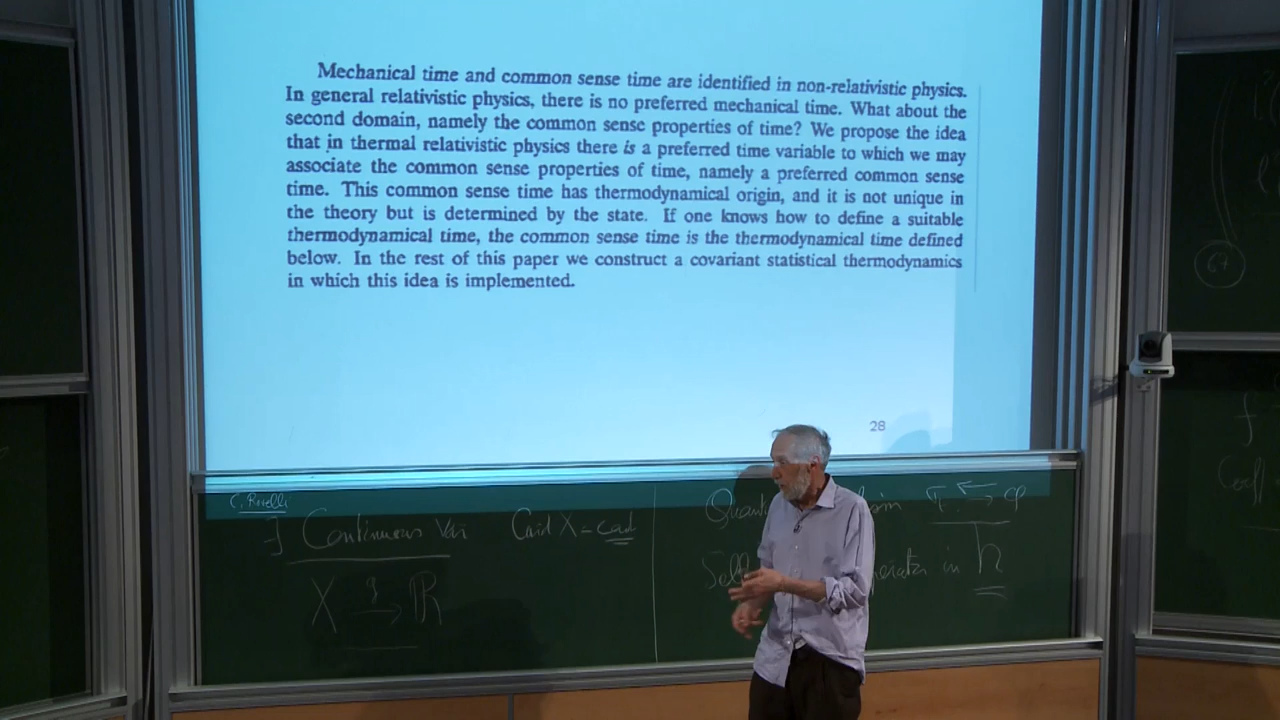 Mechanical time and common sense time are identified in non-relativistic physics.
In general relativistic physics, there is no preferred mechanical time. What about the
second domain, namely the common sense properties of time? We propose the idea
that in thermal relativistic physics there is a preferred time variable to which we may
associate the common sense properties of time, namely a preferred common sense
time. This common sense time has thermodynamical origin, and it is not unique in
the theory but is determined by the state. If one knows how to define a suitable
thermodynamical time, the common sense time is the thermodynamical time defined
below. In the rest of this paper we construct a covariant statistical thermodynamics
in which this idea is implemented.
28
∃ Continuous Var
Card X =
X → ℝ
in h